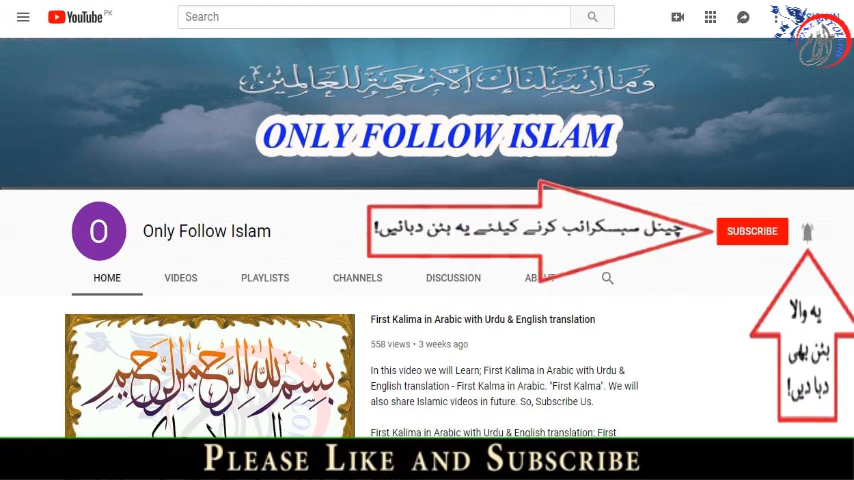 YouTube PK
Search
SIGN IN
وما أرسلناك إلا رحمة للعالمين
ONLY FOLLOW ISLAM
O
Only Follow Islam
چینل سبسکرائب کرنے کیلئے یہ بٹن دبائیں!
SUBSCRIBE
HOME VIDEOS PLAYLISTS CHANNELS DISCUSSION
یہ والا
بٹن بھی
دبا دیں!
بسم الله الرحمن الرحيم
First Kalima in Arabic with Urdu & English translation
558 views • 3 weeks ago
In this video we will Learn; First Kalima in Arabic with Urdu &
English translation - First Kalma in Arabic. "First Kalma". We will
also share Islamic videos in future. So, Subscribe Us.
First Kalima in Arabic with Urdu & English translation: First
PLEASE LIKE AND SUBSCRIBE